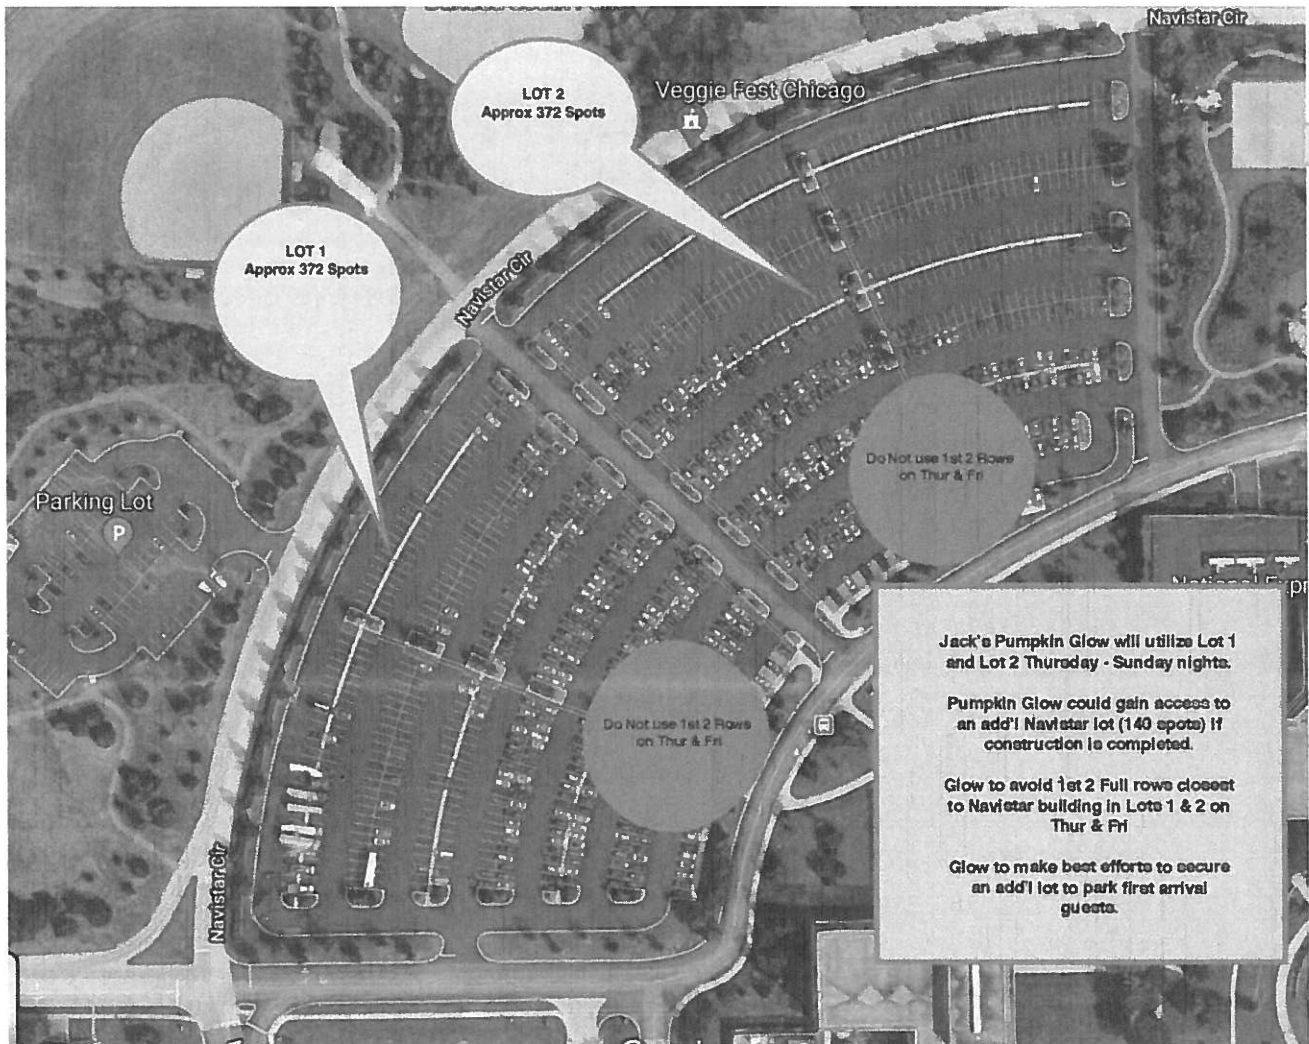 Navistar Cir
LOT 2
Approx 372 Spots
Veggie Fest Chicago
LOT 1
Approx 372 Spots
Navistar Cir
Do Not use 1st 2 Rows
on Thur & Fri
Parking Lot
P
National Expr
Jack's Pumpkin Glow will utilize Lot 1
and Lot 2 Thursday - Sunday nights.
Pumpkin Glow could gain access to
an add'l Navistar lot (140 spots) if
construction is completed.
Glow to avoid 1st 2 Full rows closest
to Navistar building in Lots 1 & 2 on
Thur & Fri
Glow to make best efforts to secure
an add'l lot to park first arrival
guests.
Do Not use 1st 2 Rows
on Thur & Fri
Navistar Cir